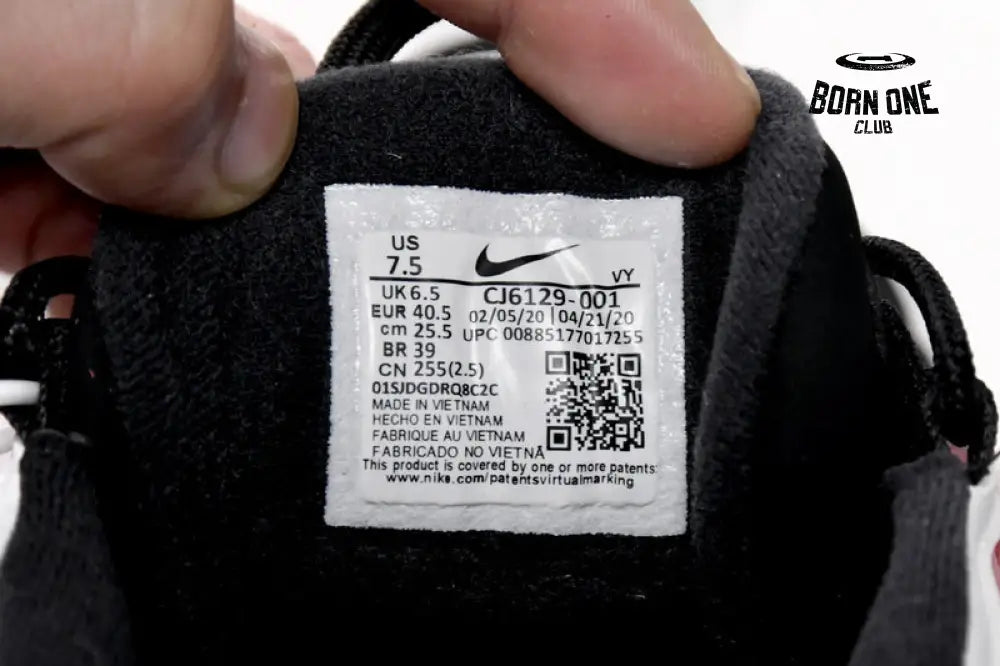 BORN ONE
CLUB
US
7.5
VY
UK 6.5 CJ6129-001
EUR 40.5 02/05/20 | 04/21/20
cm 25.5 UPC 00885177017255
BR 39
CN 255(2.5)
01SJDGDRQ8C2C
MADE IN VIETNAM
HECHO EN VIETNAM
FABRIQUE AU VIETNAM
FABRICADO NO VIETNÃ
This product is covered by one or more patents:
www.nike.com/patentsvirtualmarking